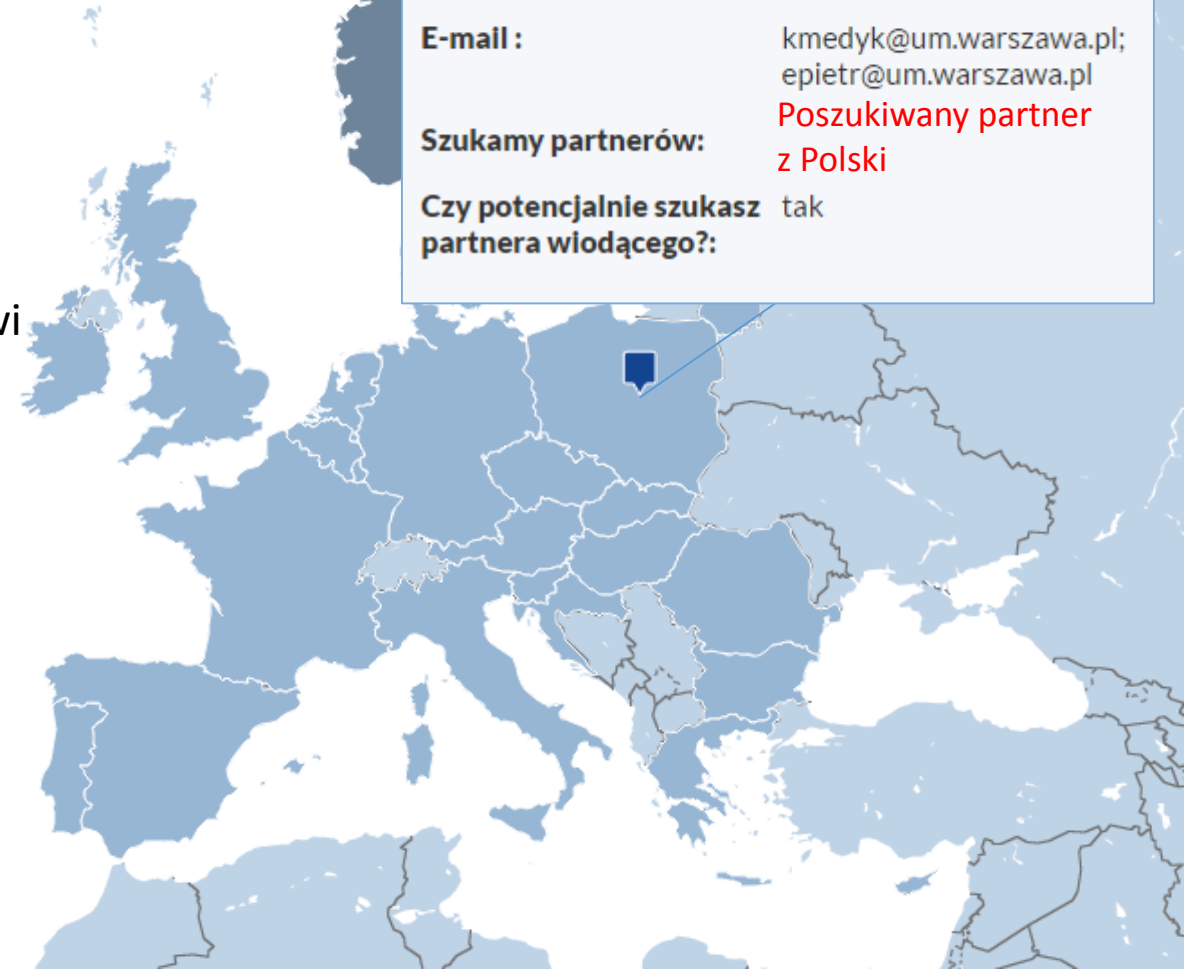 E-mail :
kmedyk@um.warszawa.pl;
epietr@um.warszawa.pl
Szukamy partnerów:
Poszukiwany partner
z Polski
Czy potencjalnie szukasz
partnera wiodącego?:
tak
wi